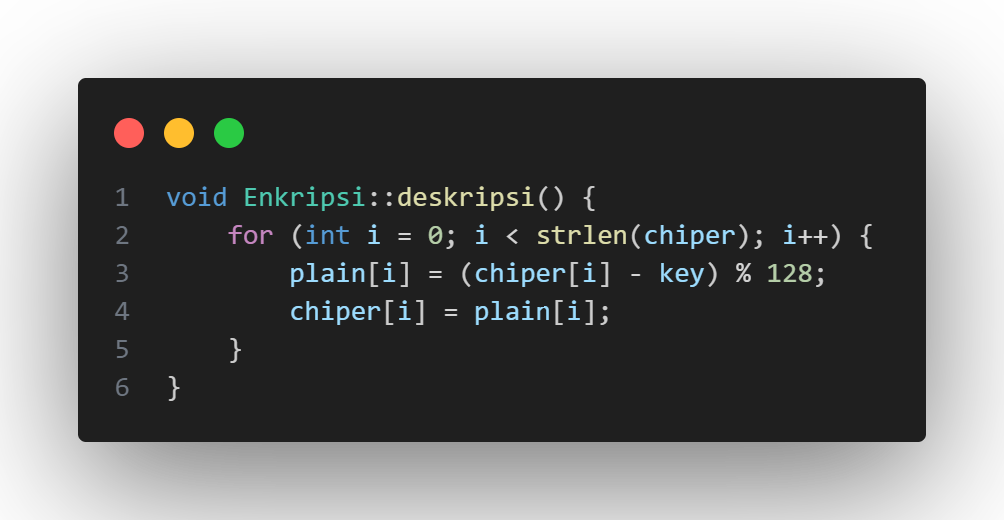 1 void Enkripsi::deskripsi() {
2     for (int i = 0; i < strlen(chiper); i++) {
3         plain[i] = (chiper[i] - key) % 128;
4         chiper[i] = plain[i];
5     }
6 }